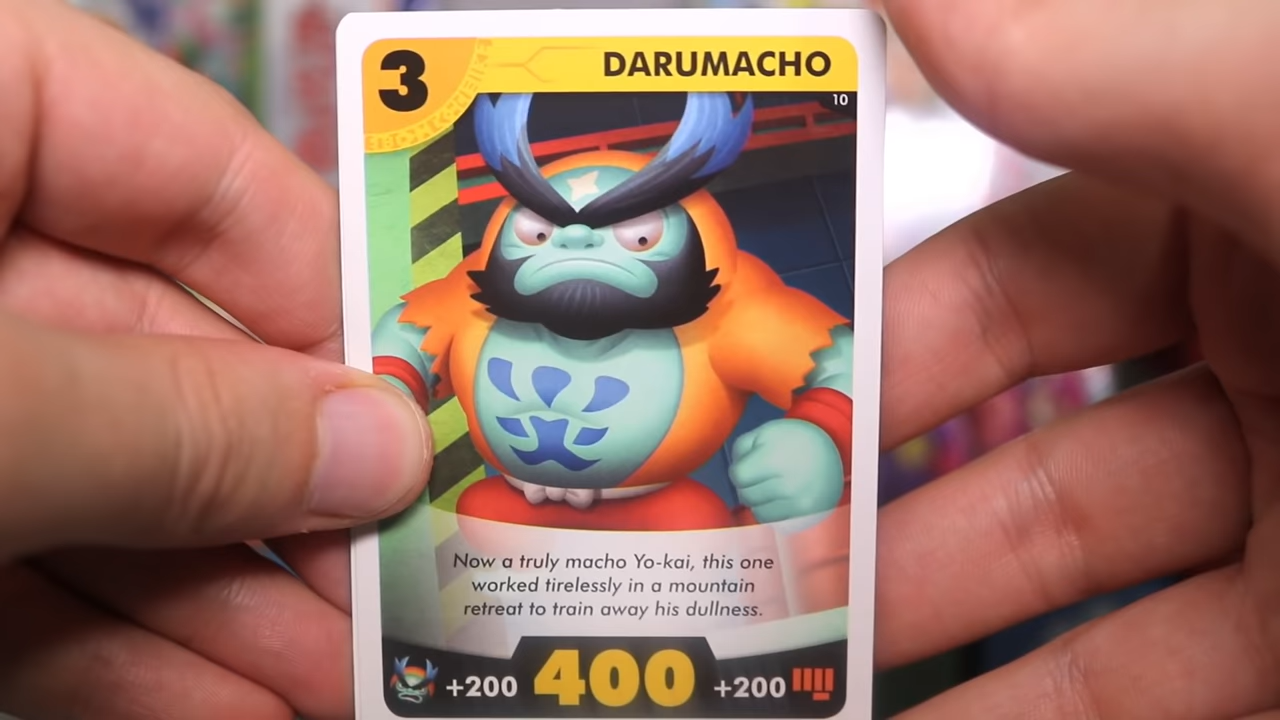 3
DARUMACHO
10
Now a truly macho Yo-kai, this one
worked tirelessly in a mountain
retreat to train away his dullness.
+200
400
+200